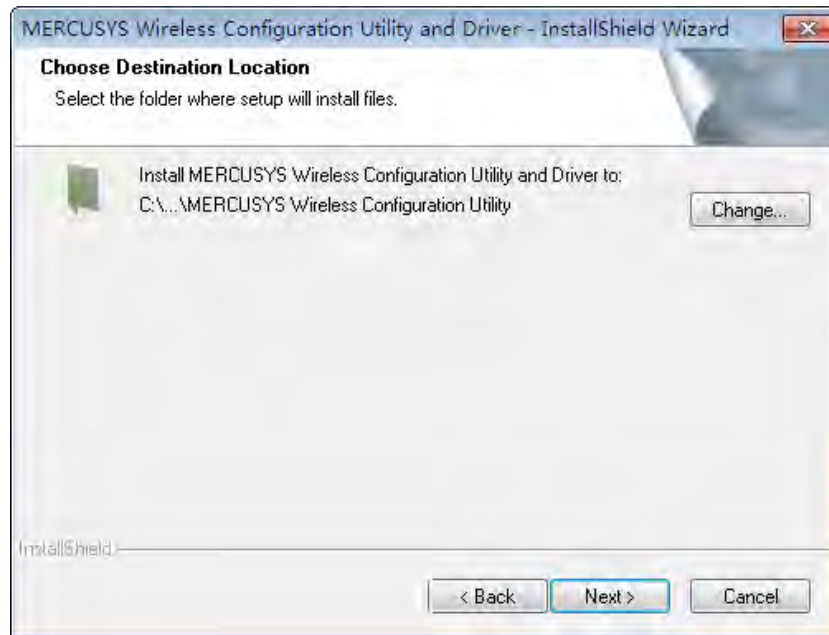 MERCUSYS Wireless Configuration Utility and Driver - InstallShield Wizard
Choose Destination Location
Select the folder where setup will install files.
Install MERCUSYS Wireless Configuration Utility and Driver to:
C:\...\MERCUSYS Wireless Configuration Utility
Change...
InstallShield
< Back Next > Cancel